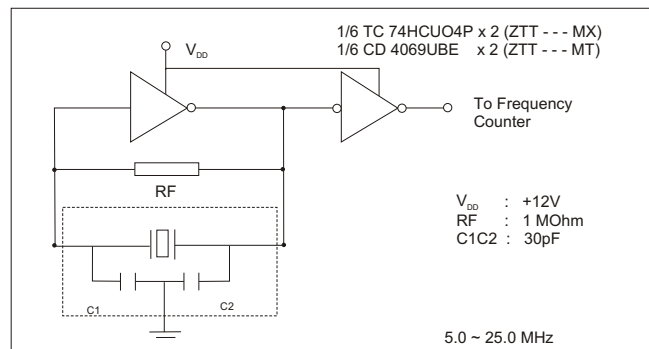 1/6 TC 74HCUO4P x 2 (ZTT - - - MX)
1/6 CD 4069UBE x 2 (ZTT - - - MT)
VDD
To Frequency
Counter
RF
VDD : +12V
RF : 1 MOhm
C1C2 : 30pF
C1 C2
5.0 ~ 25.0 MHz